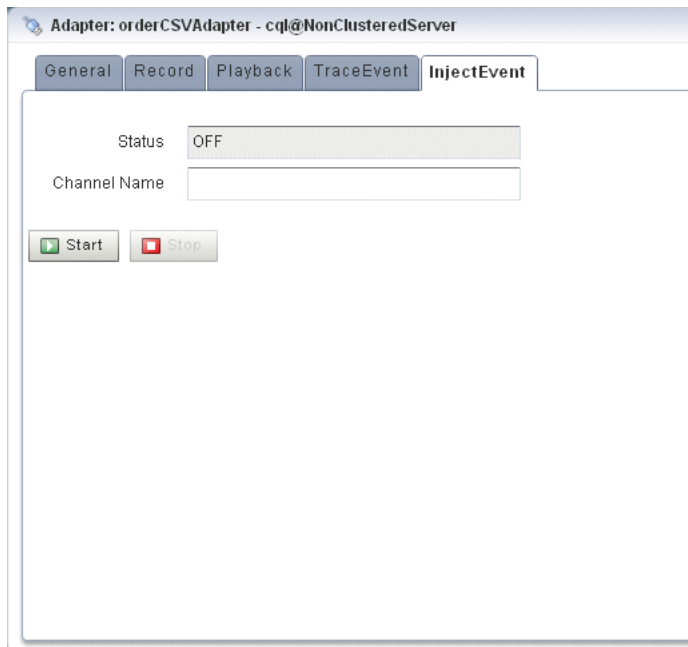 Adapter: orderCSVAdapter - cql@NonClusteredServer
General Record Playback TraceEvent InjectEvent
Status OFF
Channel Name
Start Stop